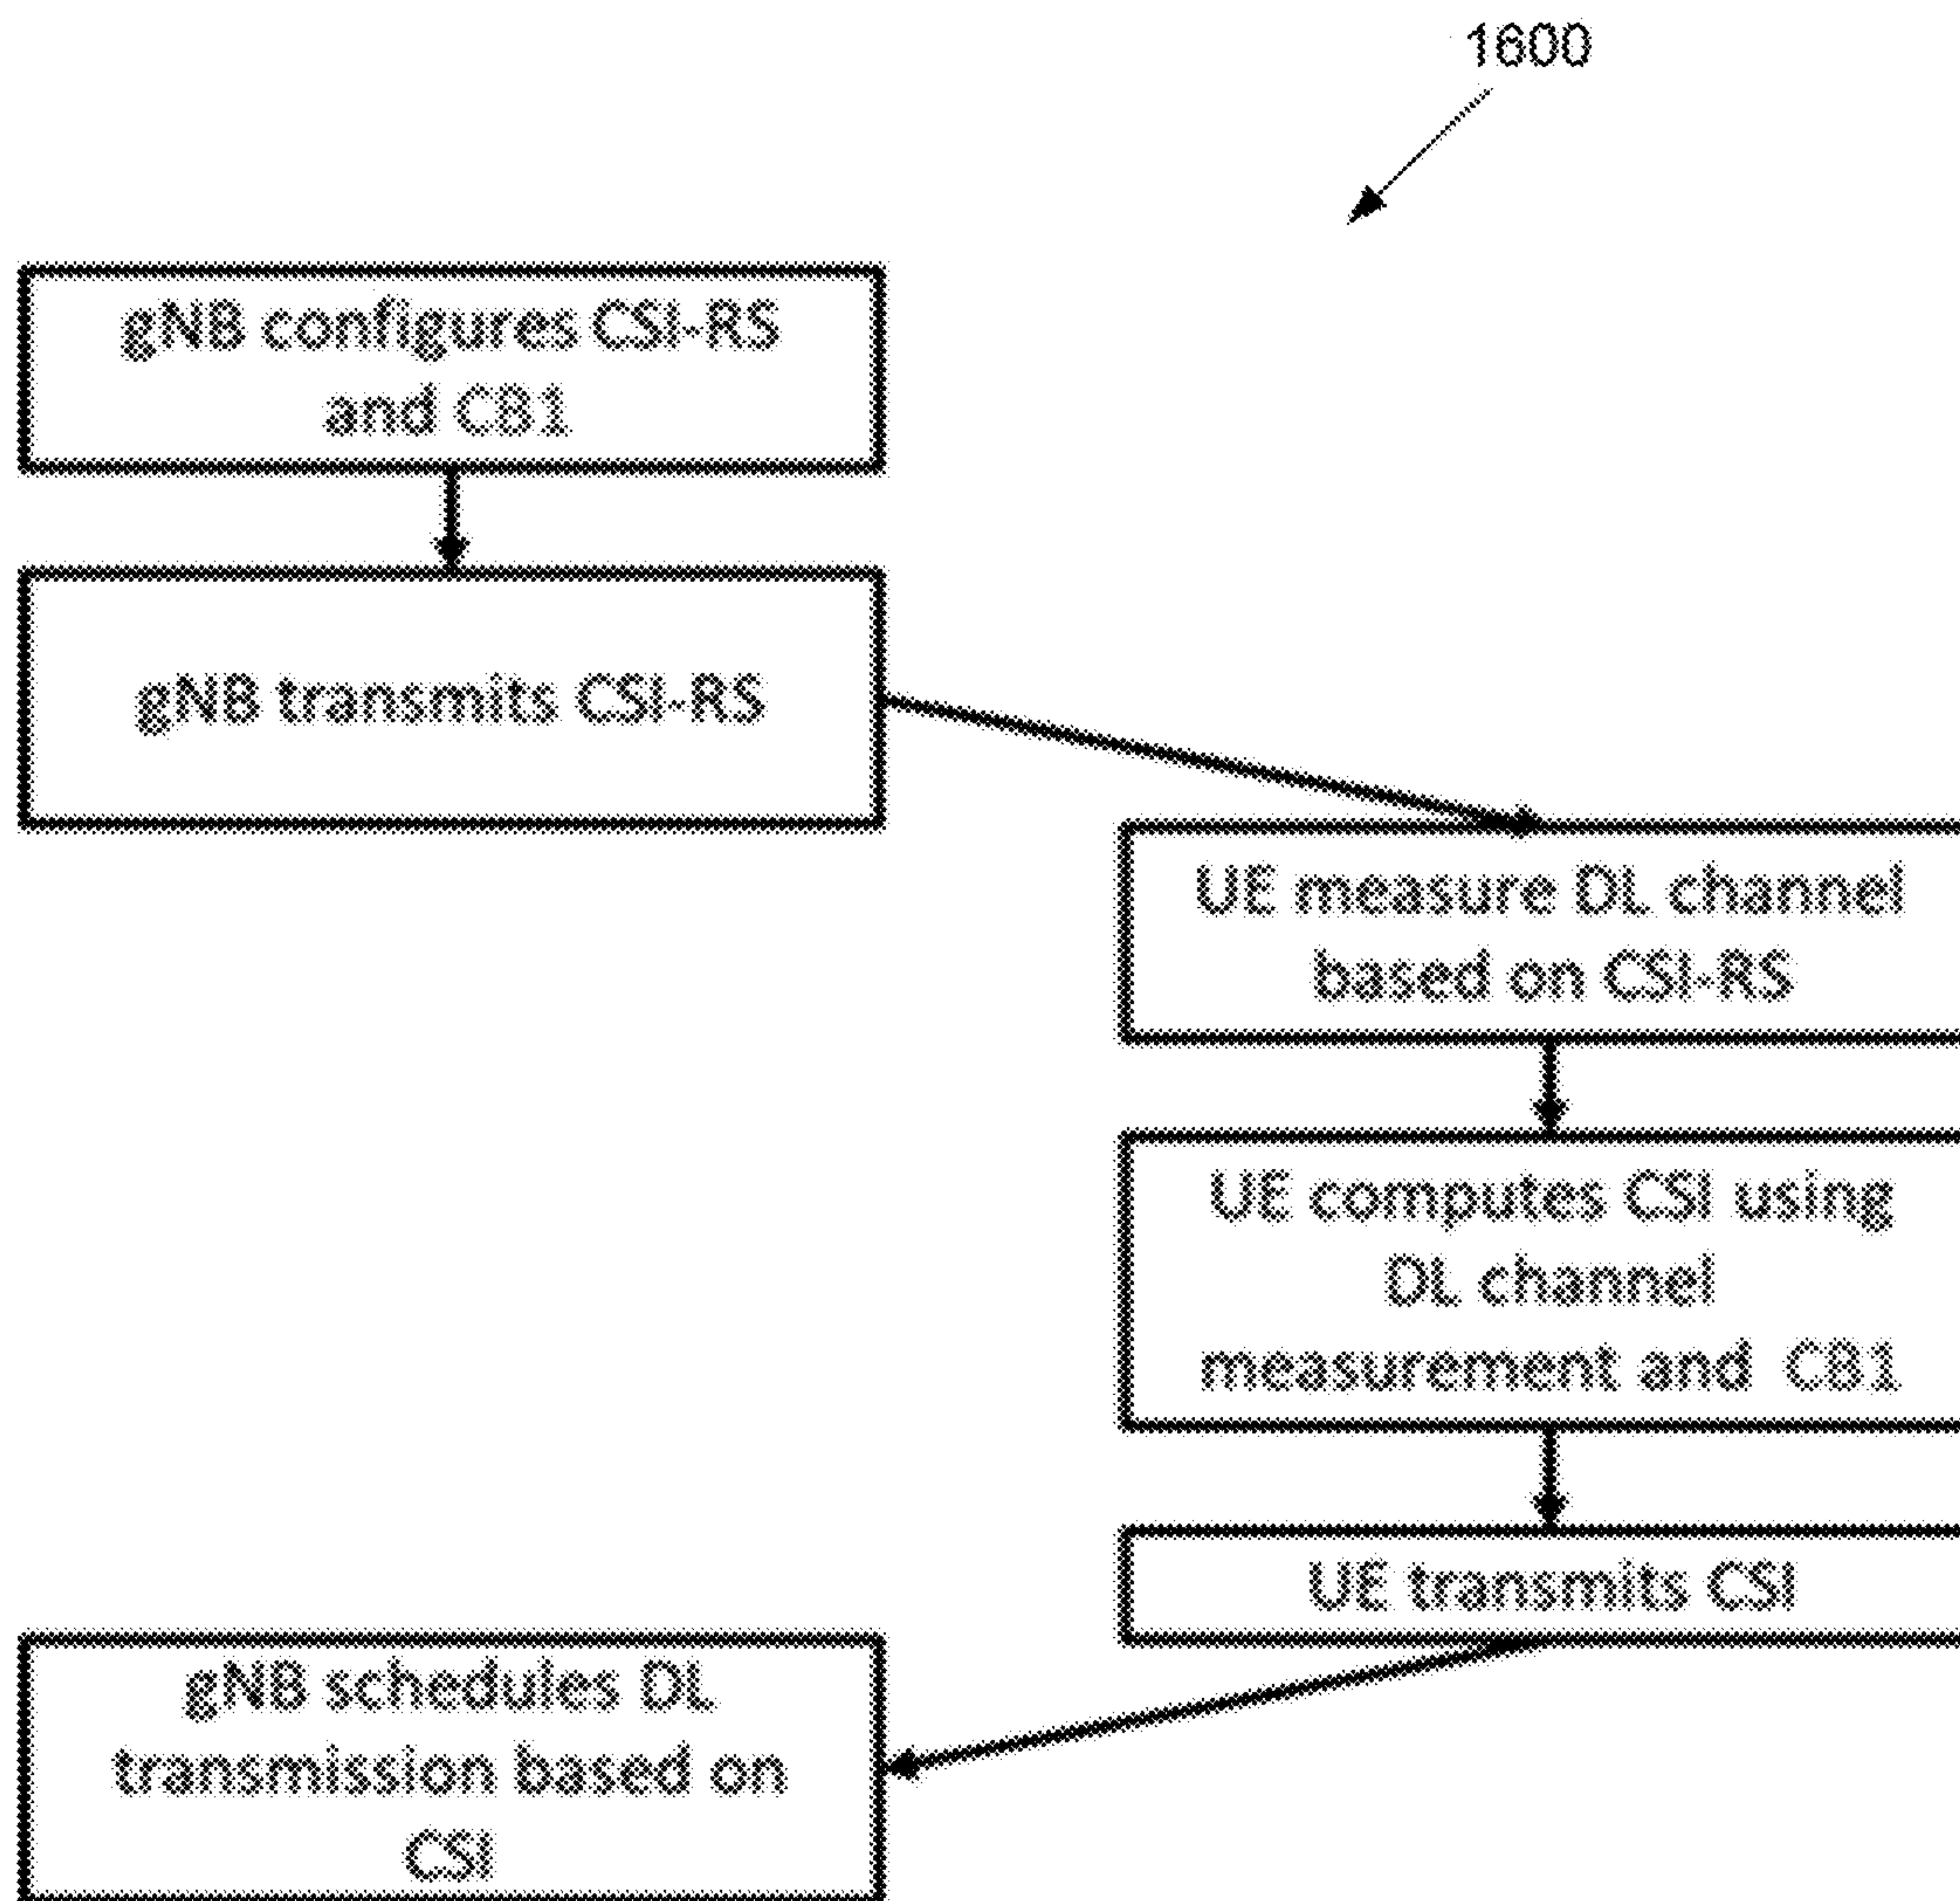 1600
gNB configures CSI-RS
and CB1
gNB transmits CSI-RS
UE measure DL channel
based on CSI-RS
UE computes CSI using
DL channel
measurement and CB1
UE transmits CSI
gNB schedules DL
transmission based on
CSI